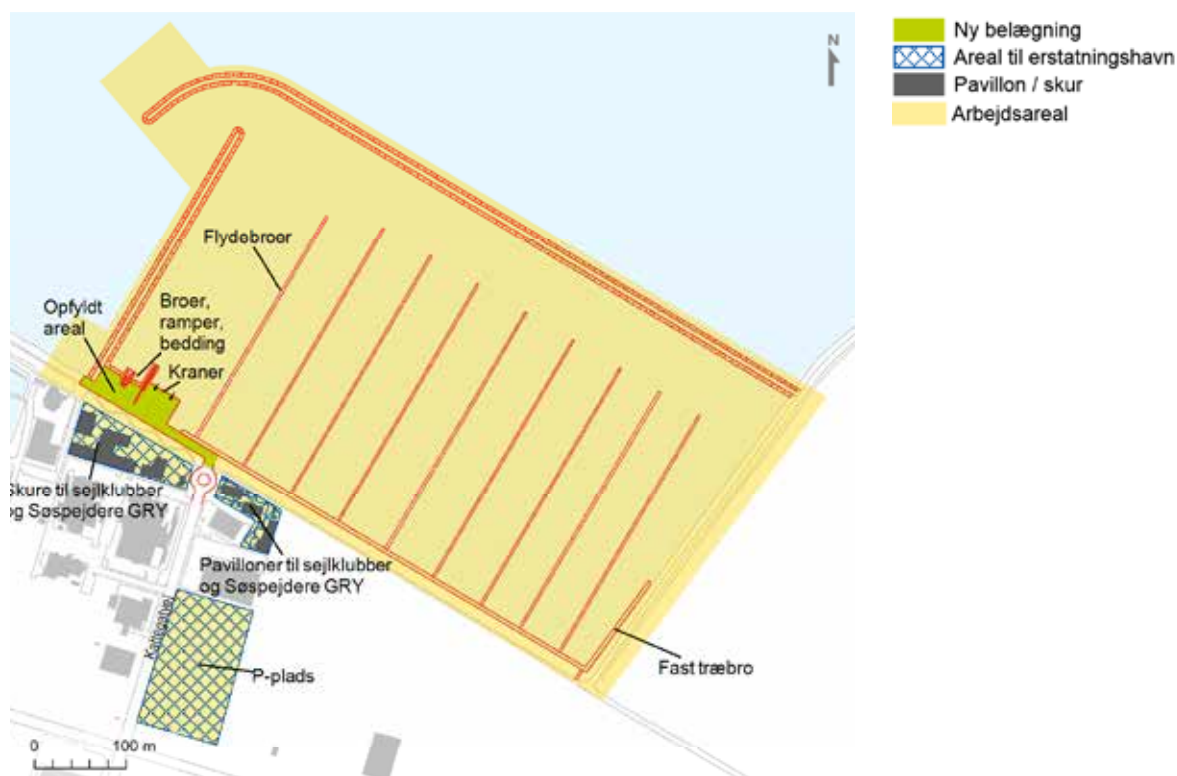 N
Ny belægning
Areal til erstatningshavn
Pavillon / skur
Arbejdsareal
Flydebroer
Opfyldt
areal
Broer,
ramper,
bedding
Kraner
Skure til sejlklubber
og Søspejdere GRY
Pavilloner til sejlklubber
og Søspejdere GRY
Kattegatvej
P-plads
Fast træbro
0 100 m